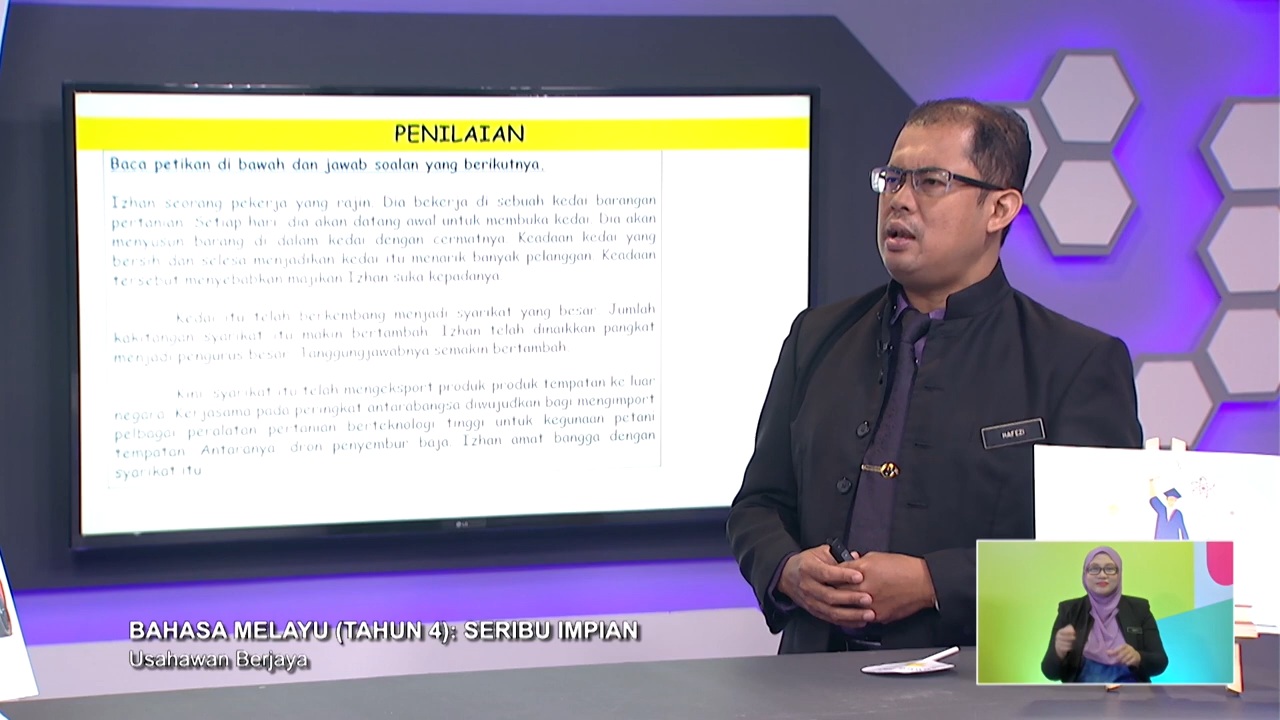 PENILAIAN
Baca petikan di bawah dan jawab soalan yang berikutnya.
Izhan seorang pekerja yang rajin. Dia bekerja di sebuah kedai barangan
pertanian. Setiap hari, dia akan datang awal untuk membuka kedai. Dia akan
menyusun barang di dalam kedai dengan cermatnya. Keadaan kedai yang
bersih dan selesa menjadikan kedai itu menarik banyak pelanggan. Keadaan
tersebut menyebabkan majikan Izhan suka kepadanya.
Kedai itu telah berkembang menjadi syarikat yang besar. Jumlah
kakitangan syarikat itu makin bertambah. Izhan telah dinaikkan pangkat
menjadi pengurus besar. Tanggungjawabnya semakin bertambah.
Kini, syarikat itu telah mengeksport produk produk tempatan ke luar
negara. Kerjasama pada peringkat antarabangsa diwujudkan bagi mengimport
pelbagai peralatan pertanian berteknologi tinggi untuk kegunaan petani
tempatan. Antaranya, dron penyembur baja. Izhan amat bangga dengan
syarikat itu.
LG
HAFEZI
BAHASA MELAYU (TAHUN 4): SERIBU IMPIAN
Usahawan Berjaya